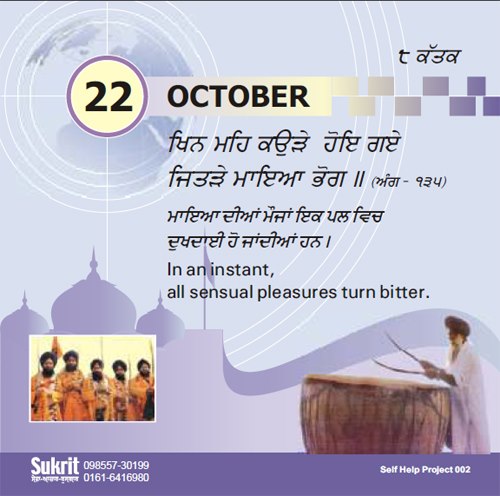 ੮ ਕੱਤਕ
22 OCTOBER
ਖਿਨ ਮਹਿ ਕਉੜੇ ਹੋਇ ਗਏ
ਜਿਤੜੇ ਮਾਇਆ ਭੋਗ ॥ (ਅੰਗ - ੧੩੫)
ਮਾਇਆ ਦੀਆਂ ਮੌਜਾਂ ਇਕ ਪਲ ਵਿਚ
ਦੁਖਦਾਈ ਹੋ ਜਾਂਦੀਆਂ ਹਨ।
In an instant,
all sensual pleasures turn bitter.
Sukrit 098557-30199
0161-6416980
Self Help Project 002